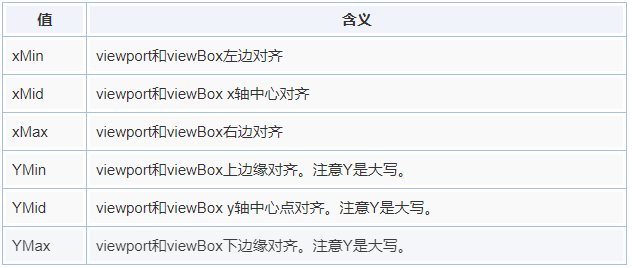 值 含义
xMin viewport和viewBox左边对齐
xMid viewport和viewBox x轴中心对齐
xMax viewport和viewBox右边对齐
YMin viewport和viewBox上边缘对齐。注意Y是大写。
YMid viewport和viewBox y轴中心点对齐。注意Y是大写。
YMax viewport和viewBox下边缘对齐。注意Y是大写。